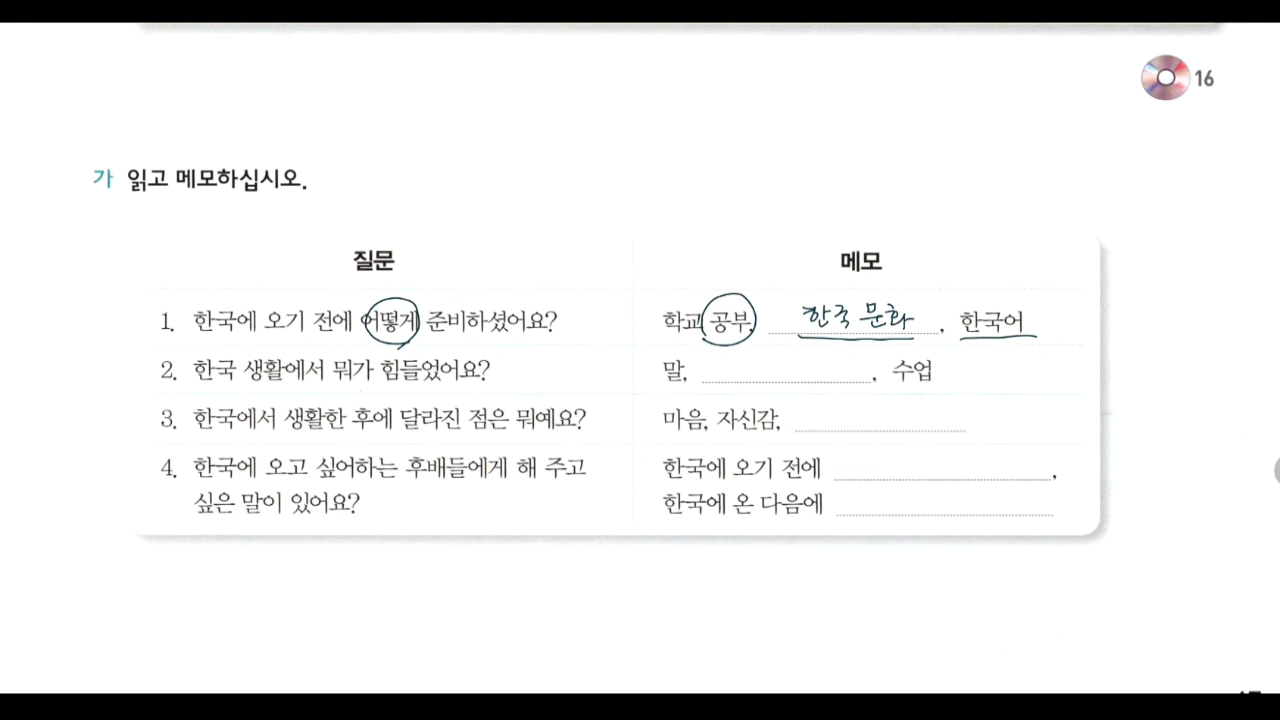 16
가 읽고 메모하십시오.
질문 메모
1. 한국에 오기 전에 어떻게 준비하셨어요? 학교 공부, 한국 문화, 한국어
2. 한국 생활에서 뭐가 힘들었어요? 말, , 수업
3. 한국에서 생활한 후에 달라진 점은 뭐예요? 마음, 자신감,
4. 한국에 오고 싶어하는 후배들에게 해 주고 한국에 오기 전에 ,
싶은 말이 있어요? 한국에 온 다음에